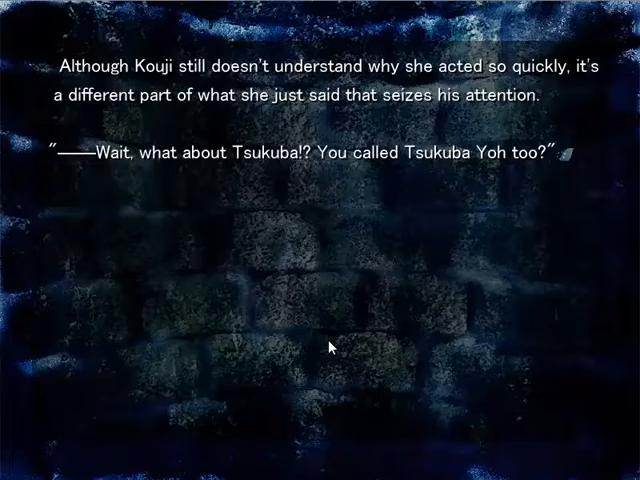 Although Kouji still doesn't understand why she acted so quickly, it's
a different part of what she just said that seizes his attention.
"——Wait, what about Tsukuba!? You called Tsukuba Yoh too?"